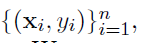 {(xᵢ, yᵢ)}ⁿᵢ₌₁,